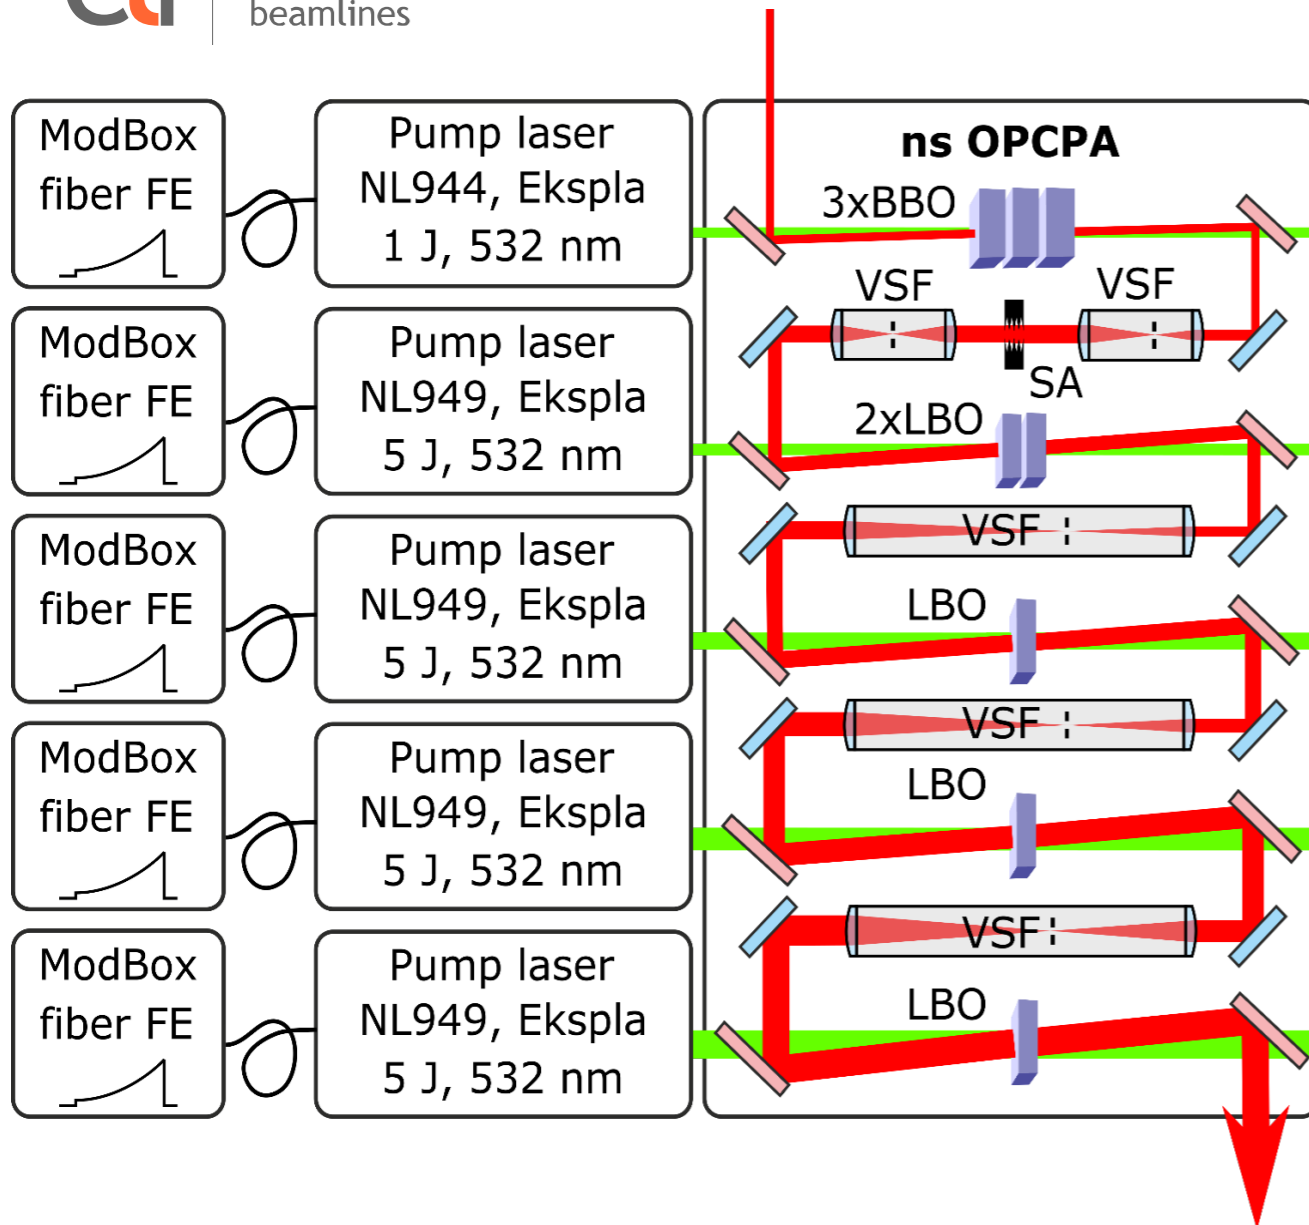 eli
beamlines
ModBox
fiber FE
Pump laser
NL944, Ekspla
1 J, 532 nm
ns OPCPA
3xBBO
VSF
VSF
SA
ModBox
fiber FE
Pump laser
NL949, Ekspla
5 J, 532 nm
2xLBO
VSF
ModBox
fiber FE
Pump laser
NL949, Ekspla
5 J, 532 nm
LBO
VSF
ModBox
fiber FE
Pump laser
NL949, Ekspla
5 J, 532 nm
LBO
VSF
ModBox
fiber FE
Pump laser
NL949, Ekspla
5 J, 532 nm
LBO